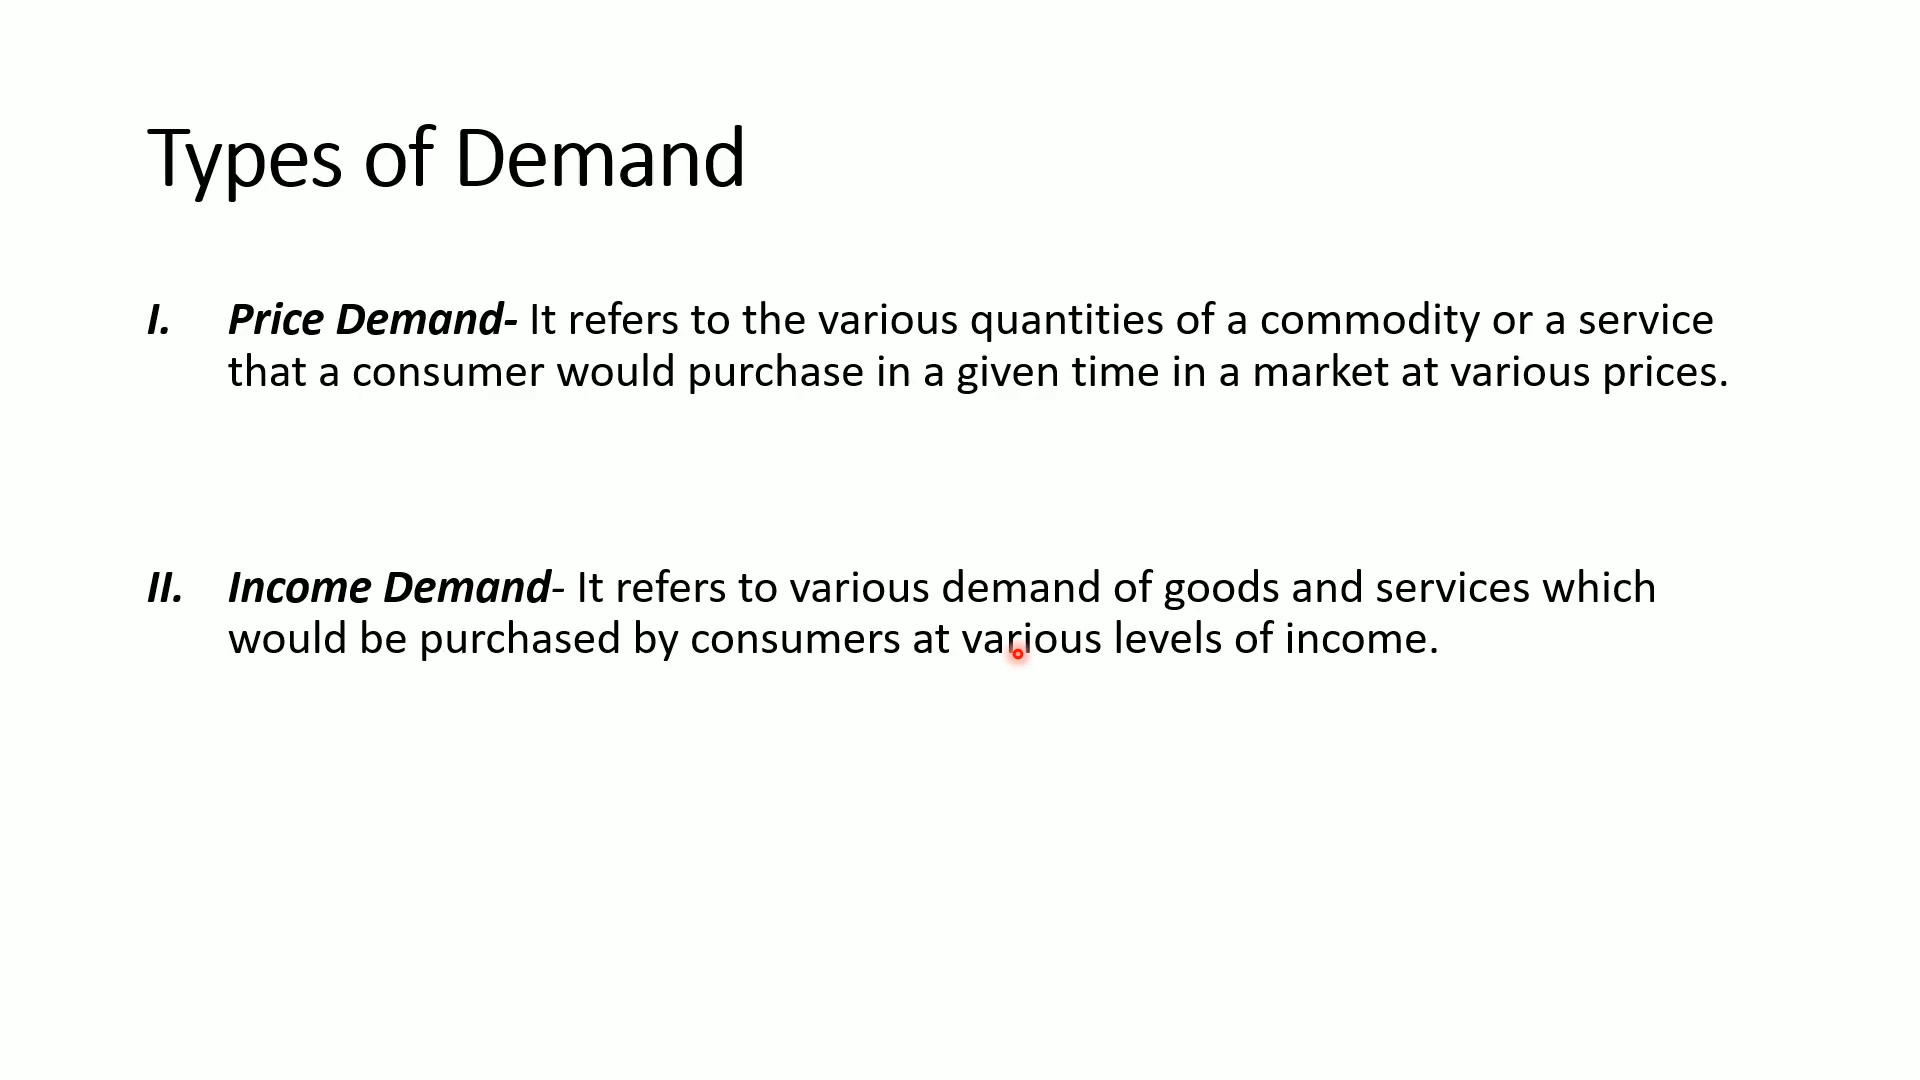 Types of Demand
I. Price Demand- It refers to the various quantities of a commodity or a service
that a consumer would purchase in a given time in a market at various prices.
II. Income Demand- It refers to various demand of goods and services which
would be purchased by consumers at various levels of income.